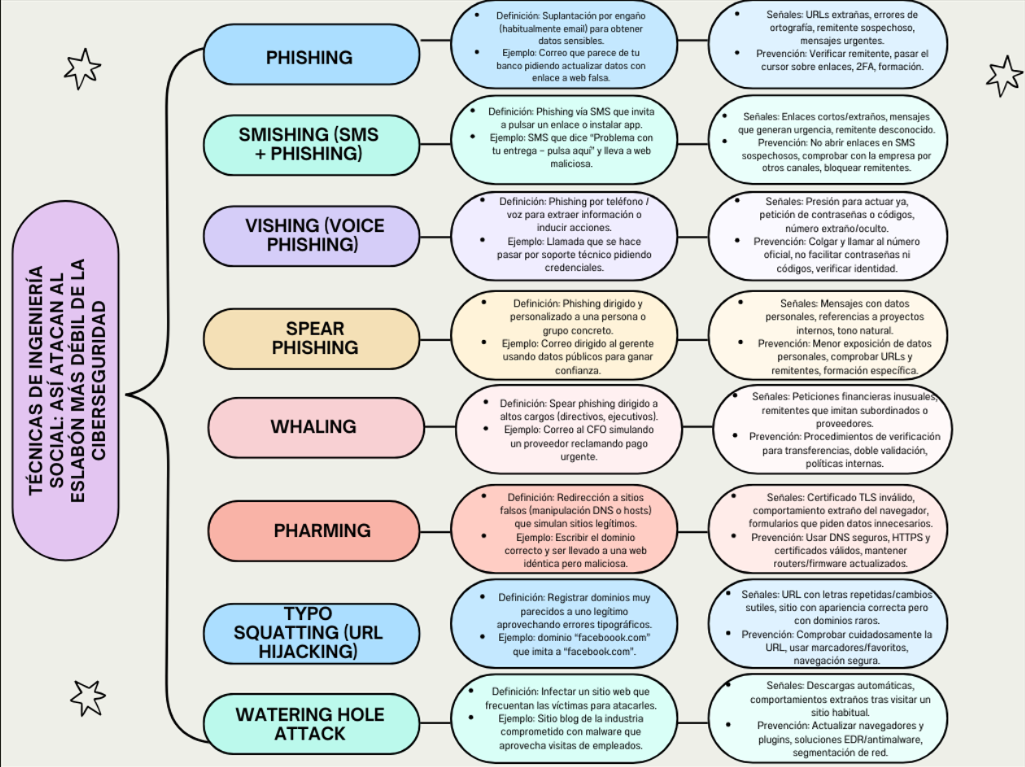 TÉCNICAS DE INGENIERÍA
SOCIAL: ASÍ ATACAN AL
ESLABÓN MÁS DÉBIL DE LA
CIBERSEGURIDAD
PHISHING
Definición: Suplantación por engaño
(habitualmente email) para obtener
datos sensibles.
Ejemplo: Correo que parece de tu
banco pidiendo actualizar datos con
enlace a web falsa.
Señales: URLs extrañas, errores de
ortografía, remitente sospechoso,
mensajes urgentes.
Prevención: Verificar remitente, pasar el
cursor sobre enlaces, 2FA, formación.
SMISHING (SMS
+ PHISHING)
Definición: Phishing vía SMS que invita
a pulsar un enlace o instalar app.
Ejemplo: SMS que dice “Problema con
tu entrega – pulsa aquí” y lleva a web
maliciosa.
Señales: Enlaces cortos/extraños, mensajes
que generan urgencia, remitente desconocido.
Prevención: No abrir enlaces en SMS
sospechosos, comprobar con la empresa por
otros canales, bloquear remitentes.
VISHING (VOICE
PHISHING)
Definición: Phishing por teléfono /
voz para extraer información o
inducir acciones.
Ejemplo: Llamada que se hace
pasar por soporte técnico pidiendo
credenciales.
Señales: Presión para actuar ya,
petición de contraseñas o códigos,
número extraño/oculto.
Prevención: Colgar y llamar al número
oficial, no facilitar contraseñas ni
códigos, verificar identidad.
SPEAR
PHISHING
Definición: Phishing dirigido y
personalizado a una persona o
grupo concreto.
Ejemplo: Correo dirigido al gerente
usando datos públicos para ganar
confianza.
Señales: Mensajes con datos
personales, referencias a proyectos
internos, tono natural.
Prevención: Menor exposición de datos
personales, comprobar URLs y
remitentes, formación específica.
WHALING
Definición: Spear phishing dirigido a
altos cargos (directivos, ejecutivos).
Ejemplo: Correo al CFO simulando
un proveedor reclamando pago
urgente.
Señales: Peticiones financieras inusuales,
remitentes que imitan subordinados o
proveedores.
Prevención: Procedimientos de verificación
para transferencias, doble validación,
políticas internas.
PHARMING
Definición: Redirección a sitios
falsos (manipulación DNS o hosts)
que simulan sitios legítimos.
Ejemplo: Escribir el dominio
correcto y ser llevado a una web
idéntica pero maliciosa.
Señales: Certificado TLS inválido,
comportamiento extraño del navegador,
formularios que piden datos innecesarios.
Prevención: Usar DNS seguros, HTTPS y
certificados válidos, mantener
routers/firmware actualizados.
TYPO
SQUATTING (URL
HIJACKING)
Definición: Registrar dominios muy
parecidos a uno legítimo
aprovechando errores tipográficos.
Ejemplo: dominio “faceboook.com”
que imita a “facebook.com”.
Señales: URL con letras repetidas/cambios
sutiles, sitio con apariencia correcta pero
con dominios raros.
Prevención: Comprobar cuidadosamente la
URL, usar marcadores/favoritos,
navegación segura.
WATERING HOLE
ATTACK
Definición: Infectar un sitio web que
frecuentan las víctimas para atacarles.
Ejemplo: Sitio blog de la industria
comprometido con malware que
aprovecha visitas de empleados.
Señales: Descargas automáticas,
comportamientos extraños tras visitar un
sitio habitual.
Prevención: Actualizar navegadores y
plugins, soluciones EDR/antimalware,
segmentación de red.